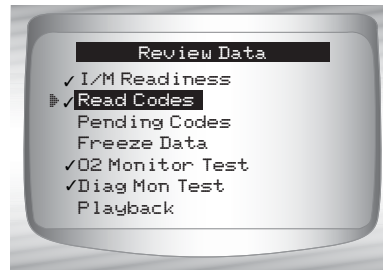 Review Data
✓ I/M Readiness
✓Read Codes
Pending Codes
Freeze Data
✓O2 Monitor Test
✓Diag Mon Test
Playback